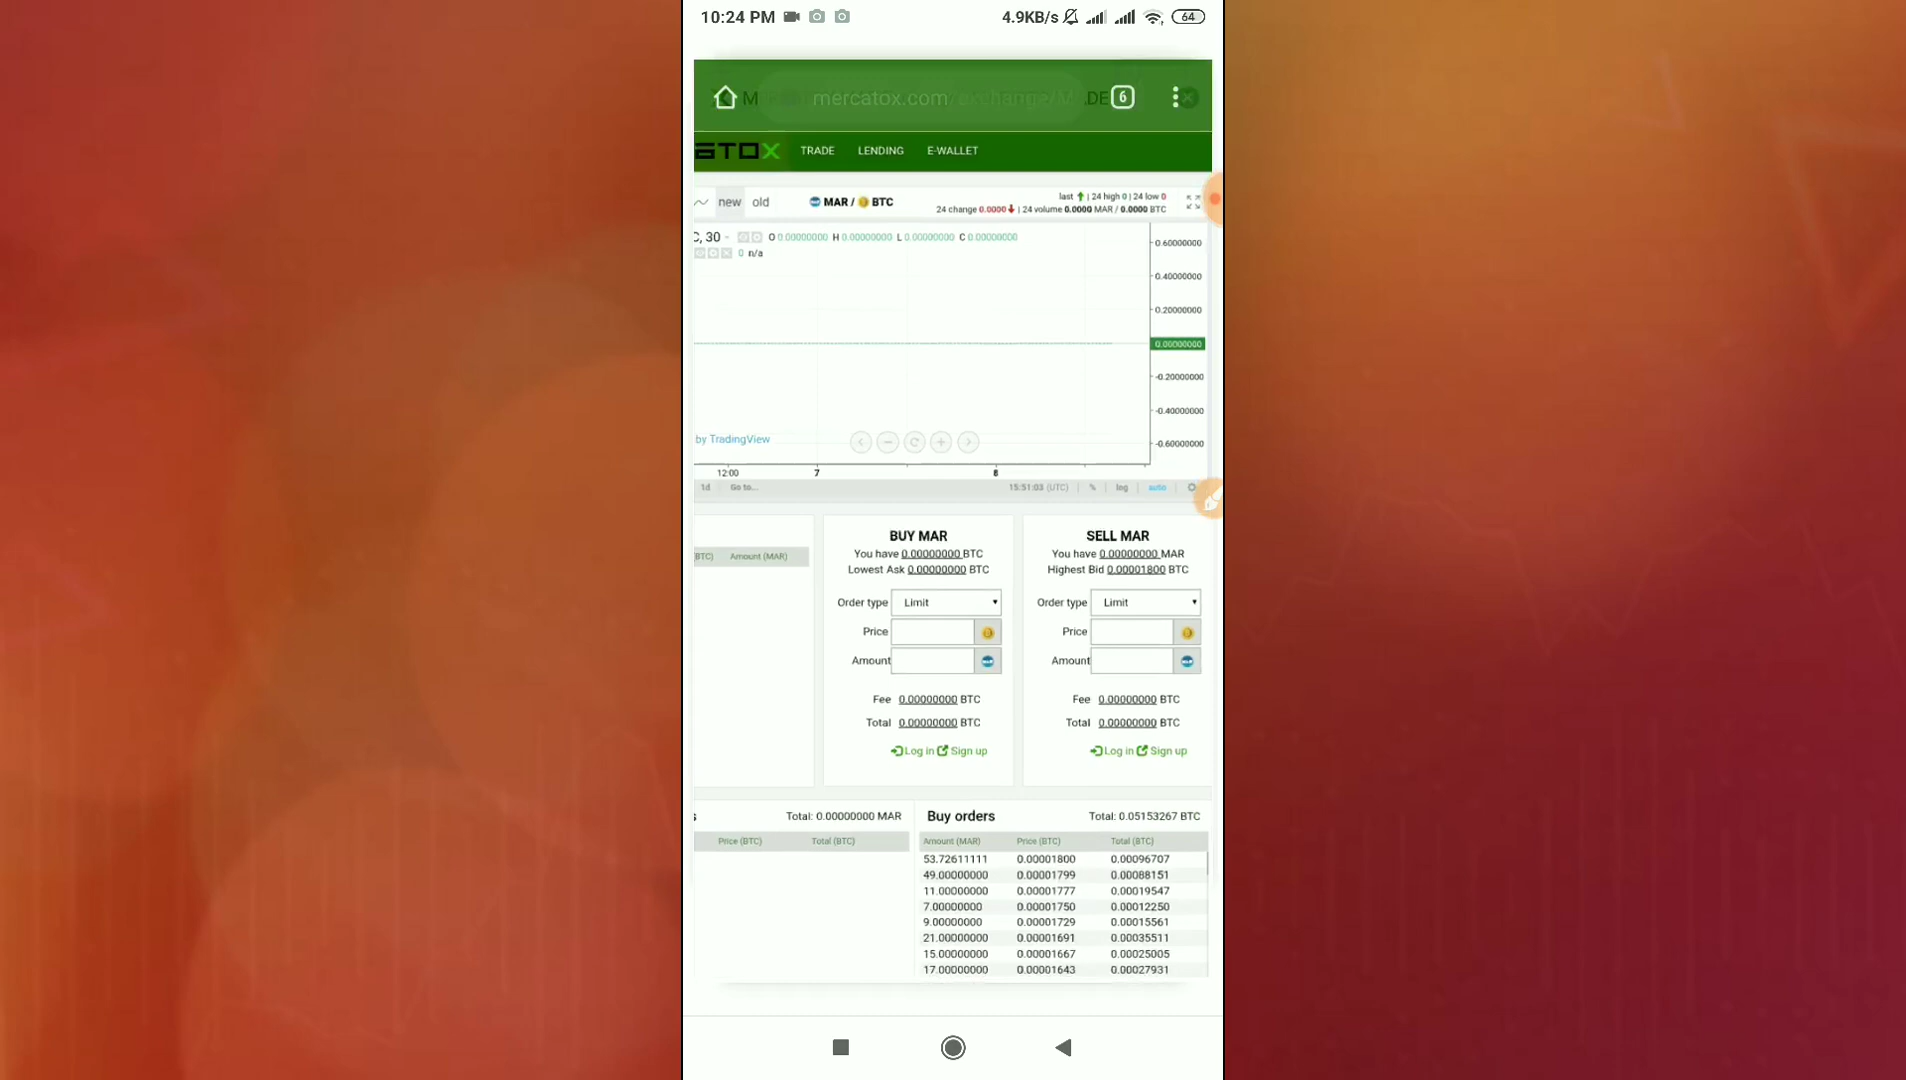 10:24 PM 4.9KB/s 64
mercatox.com/exchange/M DE 6
ATOX TRADE LENDING E-WALLET
new old MAR / BTC last | 24 high 0 | 24 low 0
24 change 0.0000 | 24 volume 0.0000 MAR / 0.0000 BTC
C, 30 O 0.00000000 H 0.00000000 L 0.00000000 C 0.00000000
0 n/a
0.60000000
0.40000000
0.20000000
0.00000000
-0.20000000
-0.40000000
-0.60000000
by TradingView
12:00 7 8
1d Go to... 15:51:03 (UTC) % log auto
BUY MAR
You have 0.00000000 BTC
Lowest Ask 0.00000000 BTC
Order type Limit
Price
Amount
Fee 0.00000000 BTC
Total 0.00000000 BTC
Log in Sign up
SELL MAR
You have 0.00000000 MAR
Highest Bid 0.00001800 BTC
Order type Limit
Price
Amount
Fee 0.00000000 BTC
Total 0.00000000 BTC
Log in Sign up
BTC) Amount (MAR)
s Total: 0.00000000 MAR
Price (BTC) Total (BTC)
Buy orders Total: 0.05153267 BTC
Amount (MAR) Price (BTC) Total (BTC)
53.72611111 0.00001800 0.00096707
49.00000000 0.00001799 0.00088151
11.00000000 0.00001777 0.00019547
7.00000000 0.00001750 0.00012250
9.00000000 0.00001729 0.00015561
21.00000000 0.00001691 0.00035511
15.00000000 0.00001667 0.00025005
17.00000000 0.00001643 0.00027931